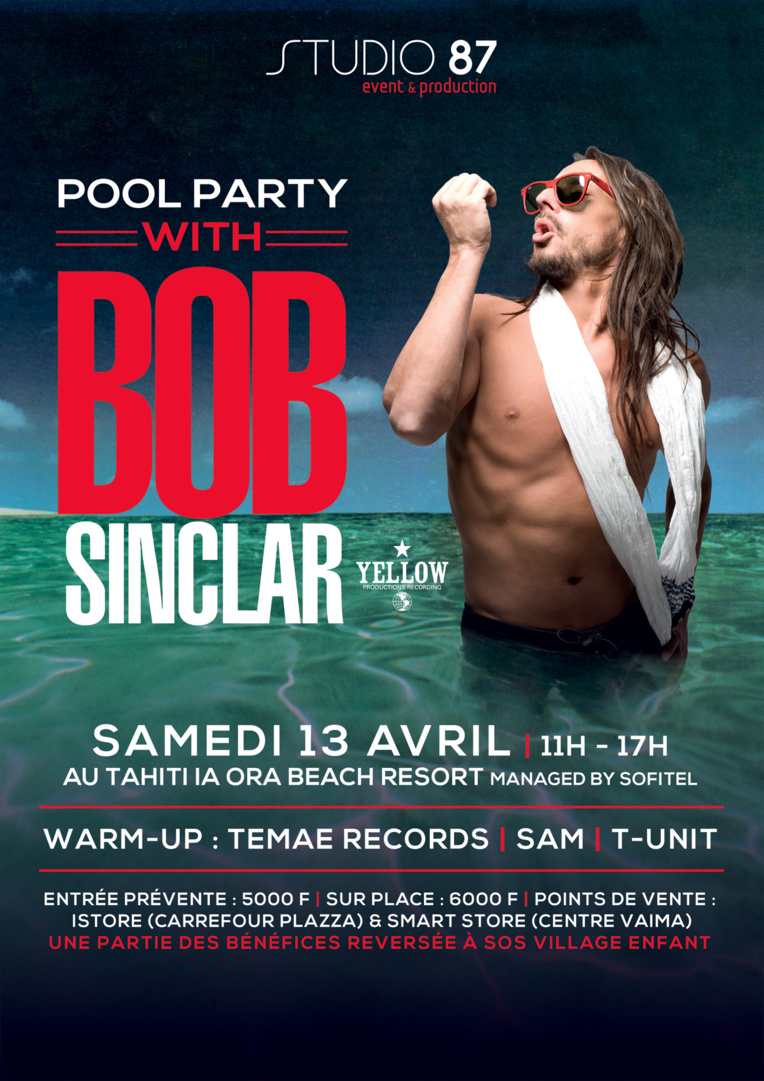 STUDIO 87
event & production
POOL PARTY
WITH
BOB
SINCLAR
YELLOW
PRODUCTIONS RECORDING
SAMEDI 13 AVRIL | 11H - 17H
AU TAHITI IA ORA BEACH RESORT MANAGED BY SOFITEL
WARM-UP : TEMAE RECORDS | SAM | T-UNIT
ENTRÉE PRÉVENTE : 5000 F | SUR PLACE : 6000 F | POINTS DE VENTE :
ISTORE (CARREFOUR PLAZZA) & SMART STORE (CENTRE VAIMA)
UNE PARTIE DES BÉNÉFICES REVERSÉE À SOS VILLAGE ENFANT